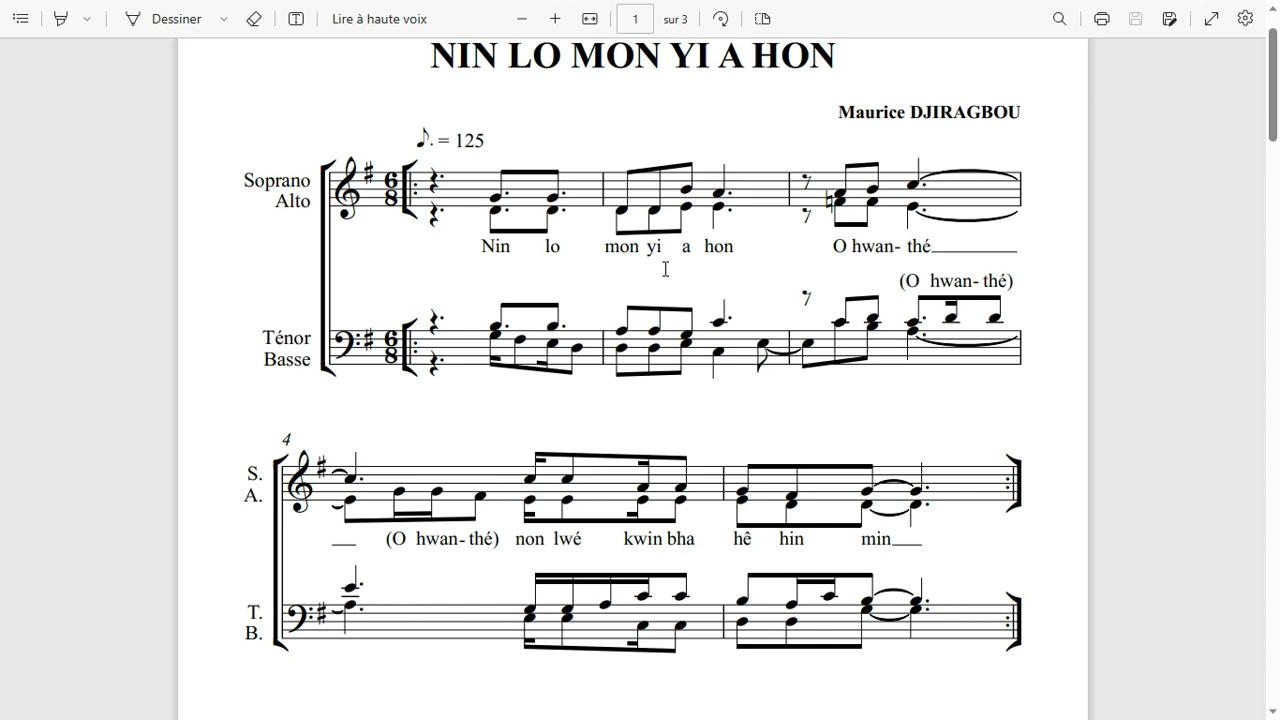 Dessiner Lire à haute voix 1 sur 3
NIN LO MON YI A HON
Maurice DJIRAGBOU
♪. = 125
Soprano
Alto
6
8
Nin lo mon yi a hon O hwan- thé
(O hwan- thé)
Ténor
Basse
6
8
4
S.
A.
(O hwan- thé) non lwé kwin bha hê hin min
T.
B.